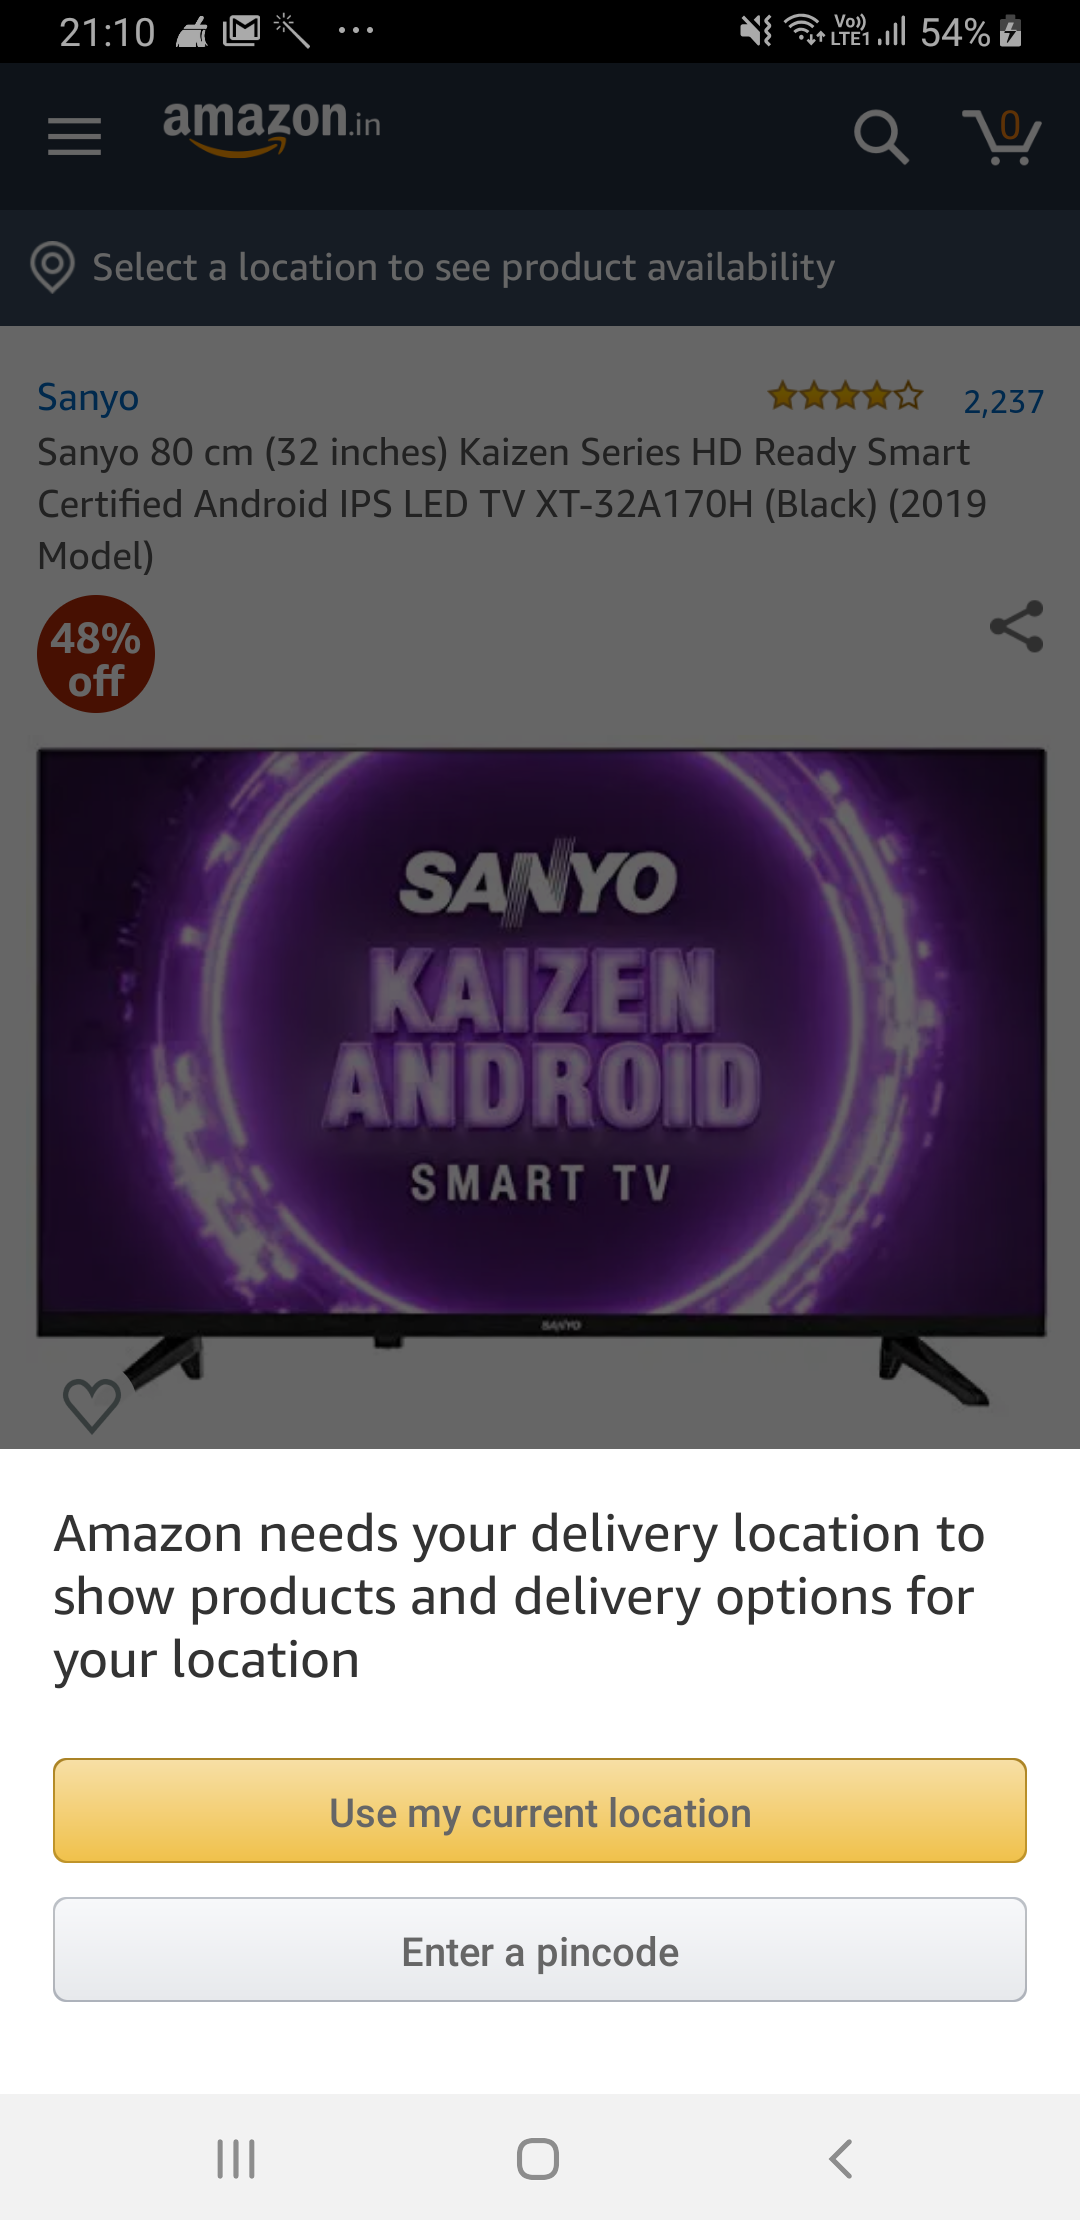 21:10 ... Vo)) LTE1 54%
amazon.in 0
Select a location to see product availability
Sanyo 2,237
Sanyo 80 cm (32 inches) Kaizen Series HD Ready Smart
Certified Android IPS LED TV XT-32A170H (Black) (2019
Model)
48%
off
SANYO
KAIZEN
ANDROID
SMART TV
SANYO
Amazon needs your delivery location to
show products and delivery options for
your location
Use my current location
Enter a pincode